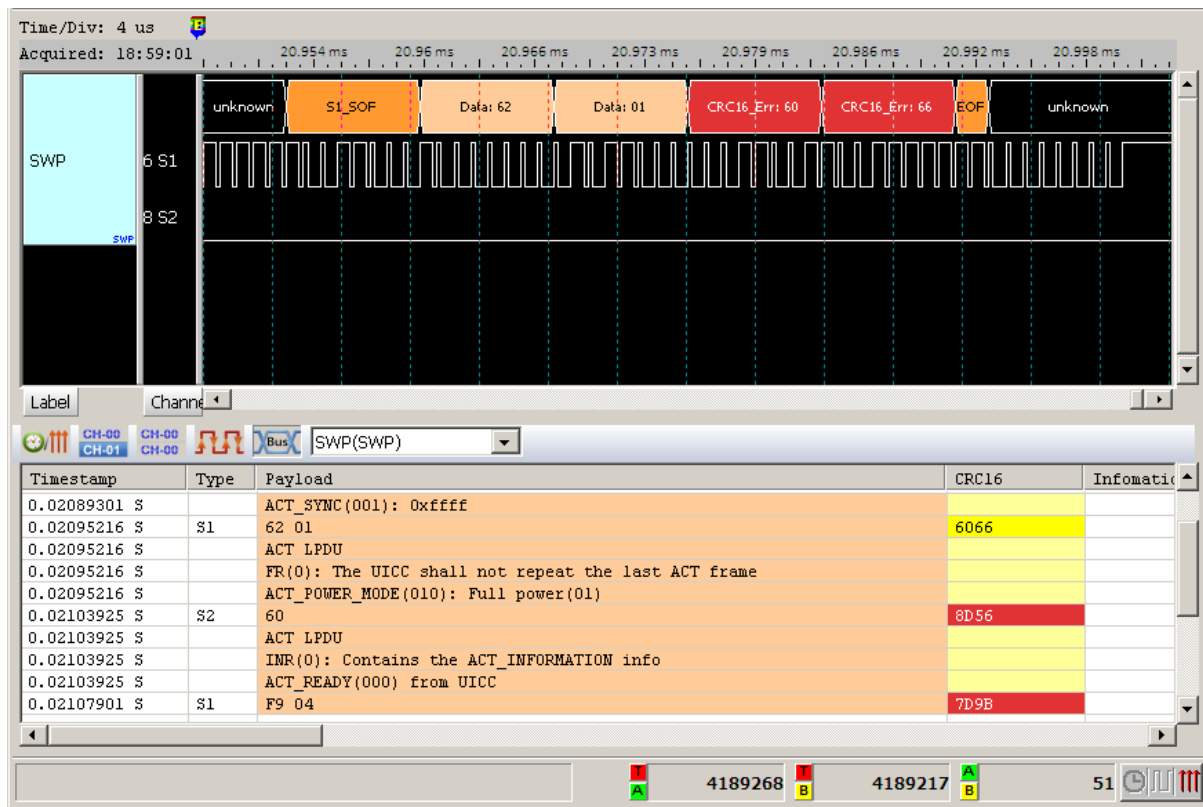 Time/Div: 4 us
Acquired: 18:59:01
20.954 ms 20.96 ms 20.966 ms 20.973 ms 20.979 ms 20.986 ms 20.992 ms 20.998 ms
unknown S1_SOF Data: 62 Data: 01 CRC16_Err: 60 CRC16_Err: 66 EOF unknown
SWP 6 S1
8 S2
SWP
Label Channe
CH-00 CH-01 CH-00 CH-00 Bus SWP(SWP)
Timestamp Type Payload CRC16 Infomatio
0.02089301 S ACT_SYNC(001): 0xffff
0.02095216 S S1 62 01 6066
0.02095216 S ACT LPDU
0.02095216 S FR(0): The UICC shall not repeat the last ACT frame
0.02095216 S ACT_POWER_MODE(010): Full power(01)
0.02103925 S S2 60 8D56
0.02103925 S ACT LPDU
0.02103925 S INR(0): Contains the ACT_INFORMATION info
0.02103925 S ACT_READY(000) from UICC
0.02107901 S S1 F9 04 7D9B
T A 4189268 T B 4189217 A B 51